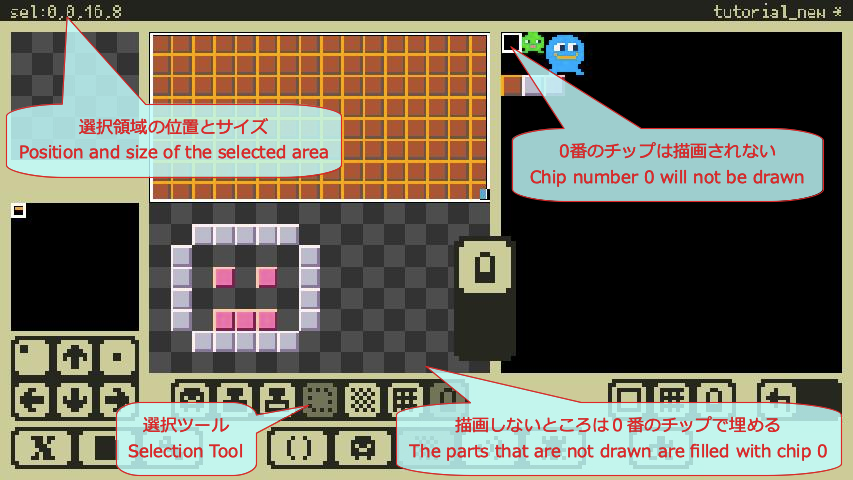 sel:0,0,16,8
tutorial_new *
選択領域の位置とサイズ
Position and size of the selected area
0番のチップは描画されない
Chip number 0 will not be drawn
選択ツール
Selection Tool
描画しないところは0番のチップで埋める
The parts that are not drawn are filled with chip 0
X